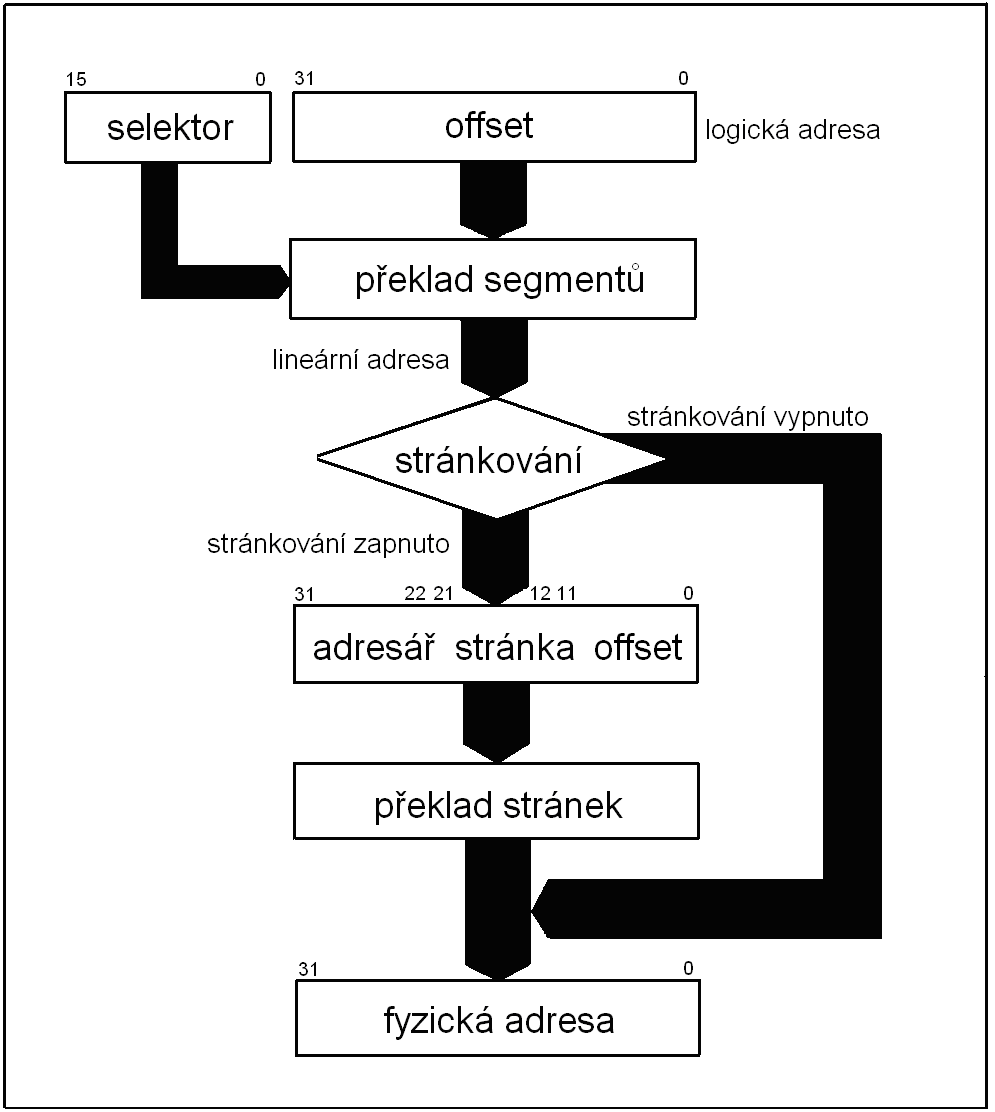 15 0 31 0
selektor offset
logická adresa
překlad segmentů
lineární adresa
stránkování vypnuto
stránkování
stránkování zapnuto
31 22 21 12 11 0
adresář stránka offset
překlad stránek
31 0
fyzická adresa